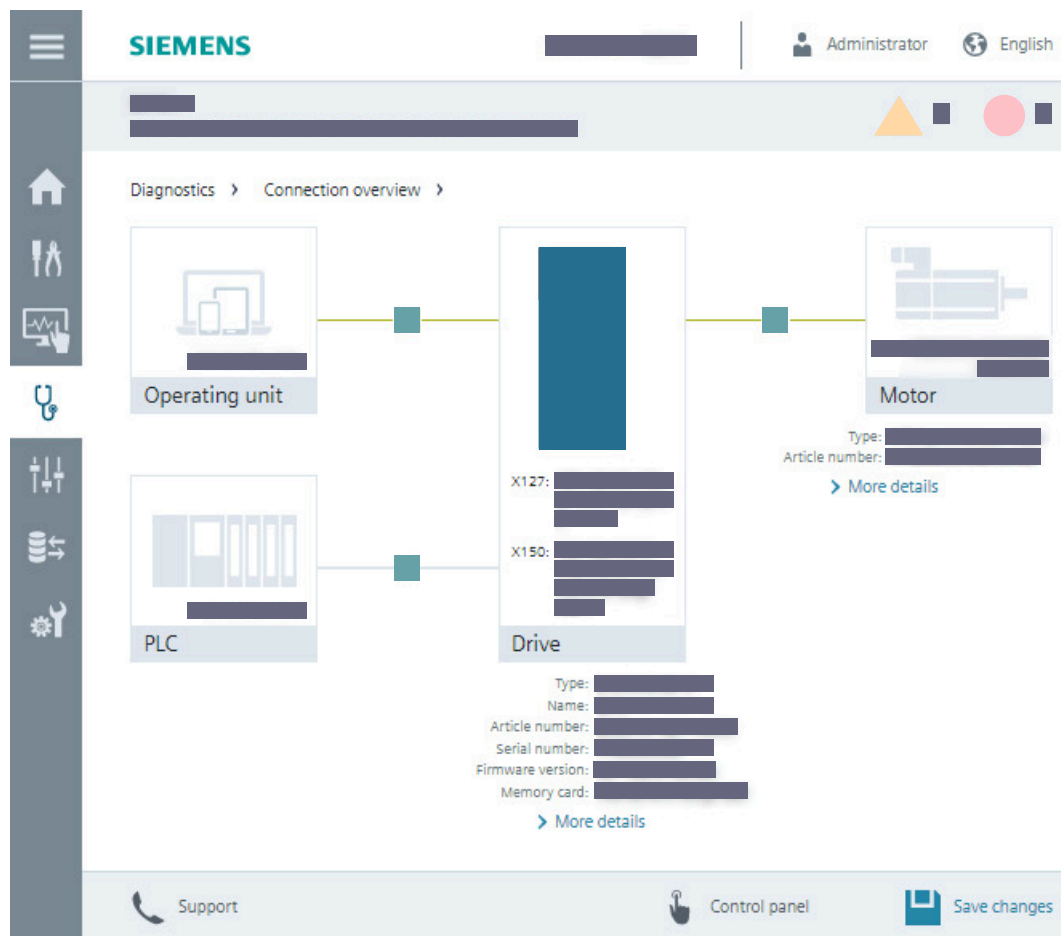 SIEMENS
Administrator
English
Diagnostics
Connection overview
Operating unit
Motor
Type:
Article number:
More details
X127:
X150:
PLC
Drive
Type:
Name:
Article number:
Serial number:
Firmware version:
Memory card:
More details
Support
Control panel
Save changes